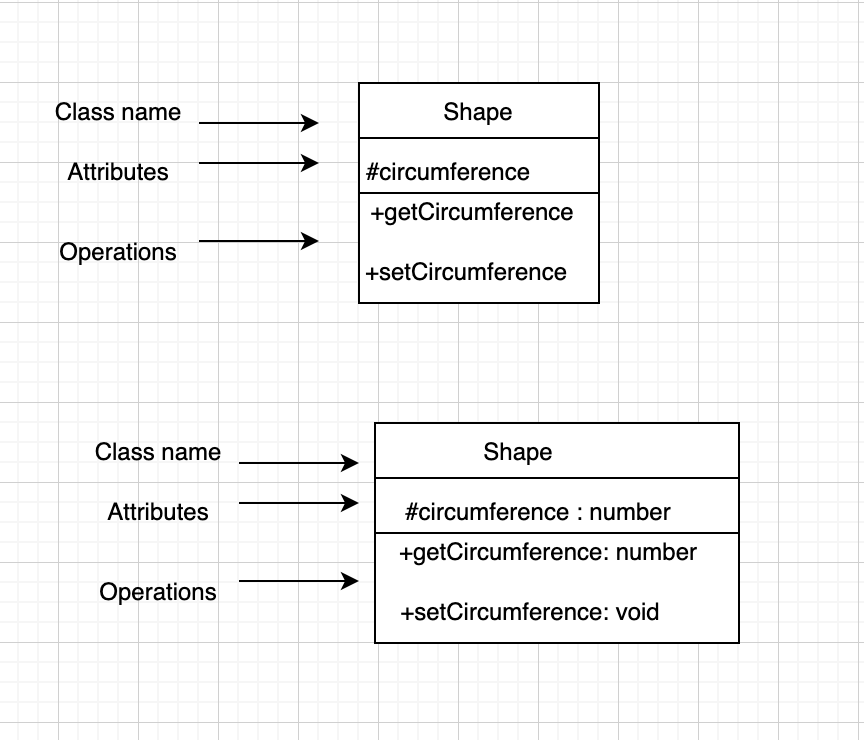 Class name
Shape
Attributes
#circumference
+getCircumference
Operations
+setCircumference
Class name
Shape
Attributes
#circumference : number
+getCircumference: number
Operations
+setCircumference: void